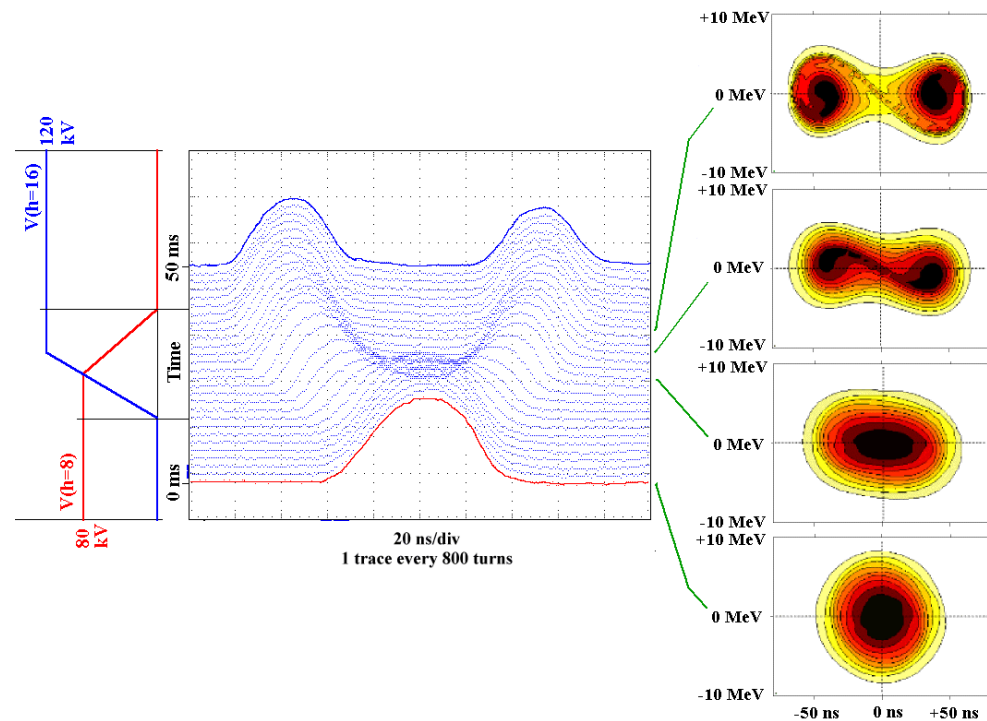 120
kV
V(h=16)
V(h=8)
80
kV
50 ms
Time
0 ms
20 ns/div
1 trace every 800 turns
+10 MeV
0 MeV
-10 MeV
+10 MeV
0 MeV
-10 MeV
+10 MeV
0 MeV
-10 MeV
+10 MeV
0 MeV
-10 MeV
-50 ns 0 ns +50 ns